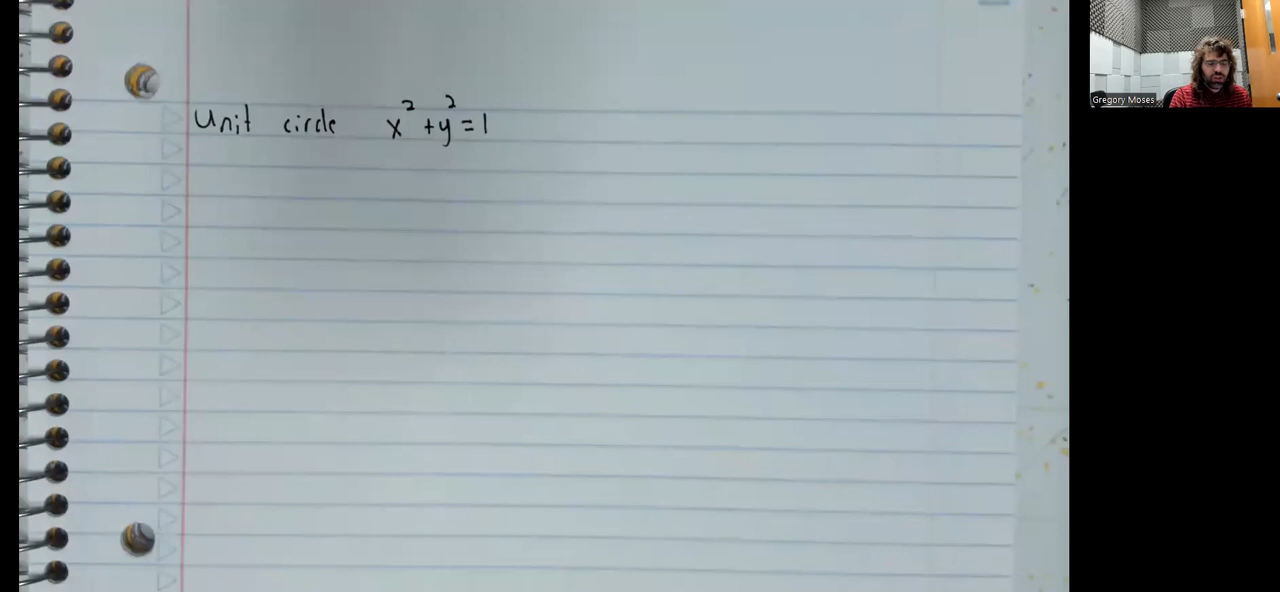 Unit circle x² + y² = 1
Gregory Moses